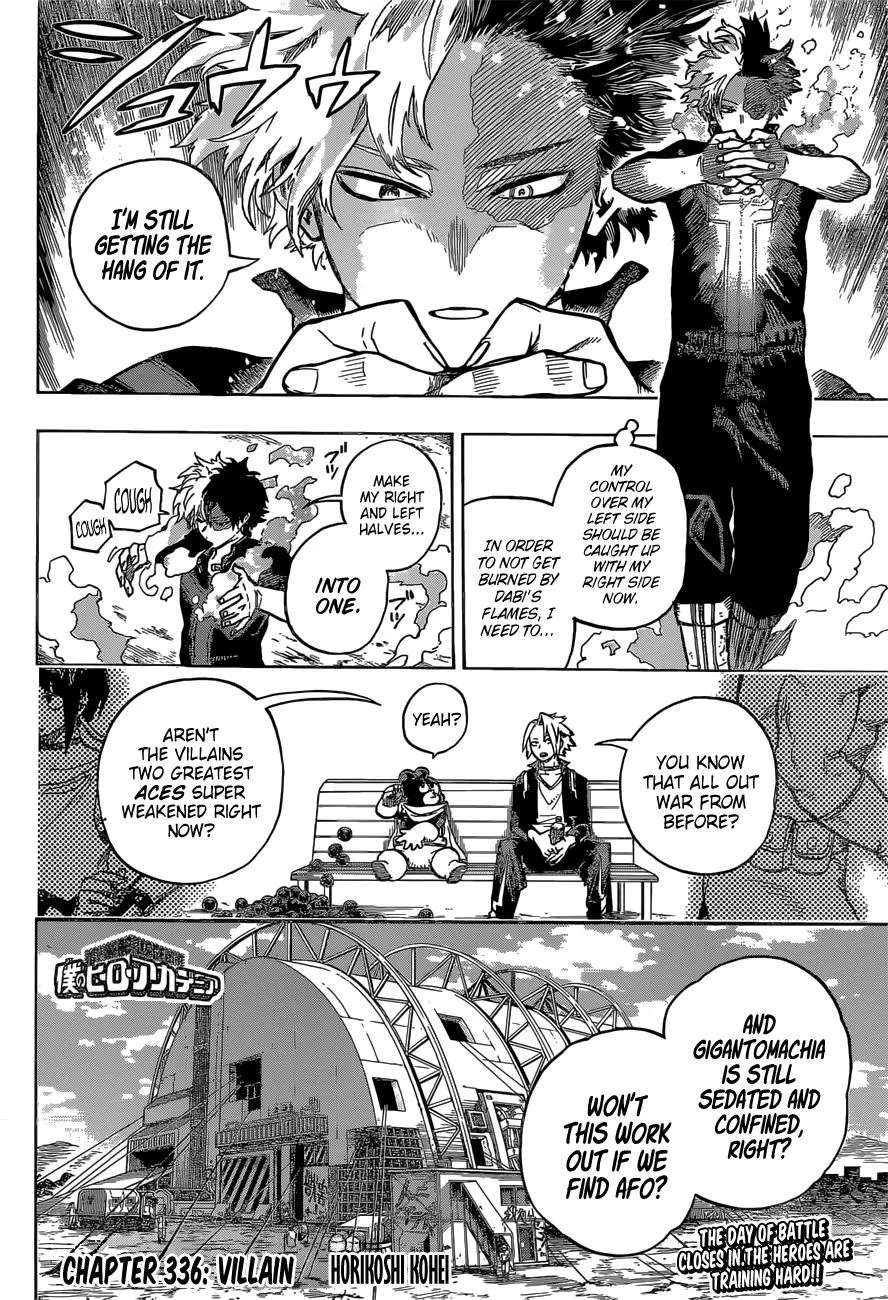 ジュゥゥ
I'M STILL
GETTING THE
HANG OF IT.
MY
CONTROL
OVER MY
LEFT SIDE
SHOULD BE
CAUGHT UP
WITH MY
RIGHT SIDE
NOW.
IN ORDER
TO NOT GET
BURNED BY
DABI'S
FLAMES, I
NEED TO...
MAKE
MY RIGHT
AND LEFT
HALVES...
INTO
ONE.
COUGH
COUGH
YOU KNOW
THAT ALL OUT
WAR FROM
BEFORE?
YEAH?
AREN'T
THE VILLAINS
TWO GREATEST
ACES SUPER
WEAKENED RIGHT
NOW?
僕のヒーローアカデミア
AND
GIGANTOMACHIA
IS STILL
SEDATED AND
CONFINED,
RIGHT?
WON'T
THIS WORK
OUT IF WE
FIND AFO?
THE DAY OF BATTLE
CLOSES IN. THE HEROES ARE
TRAINING HARD!!
CHAPTER 336: VILLAIN HORIKOSHI KOHEI